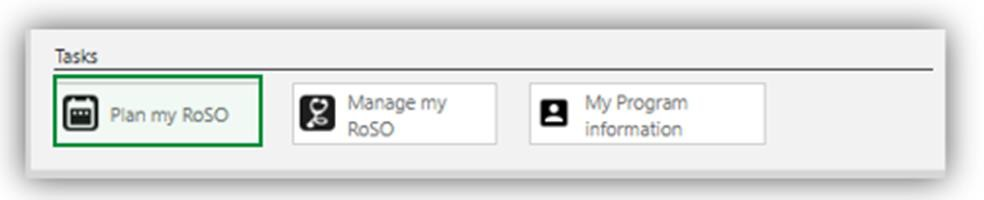 Tasks
Plan my RoSO
Manage my
RoSO
My Program
information